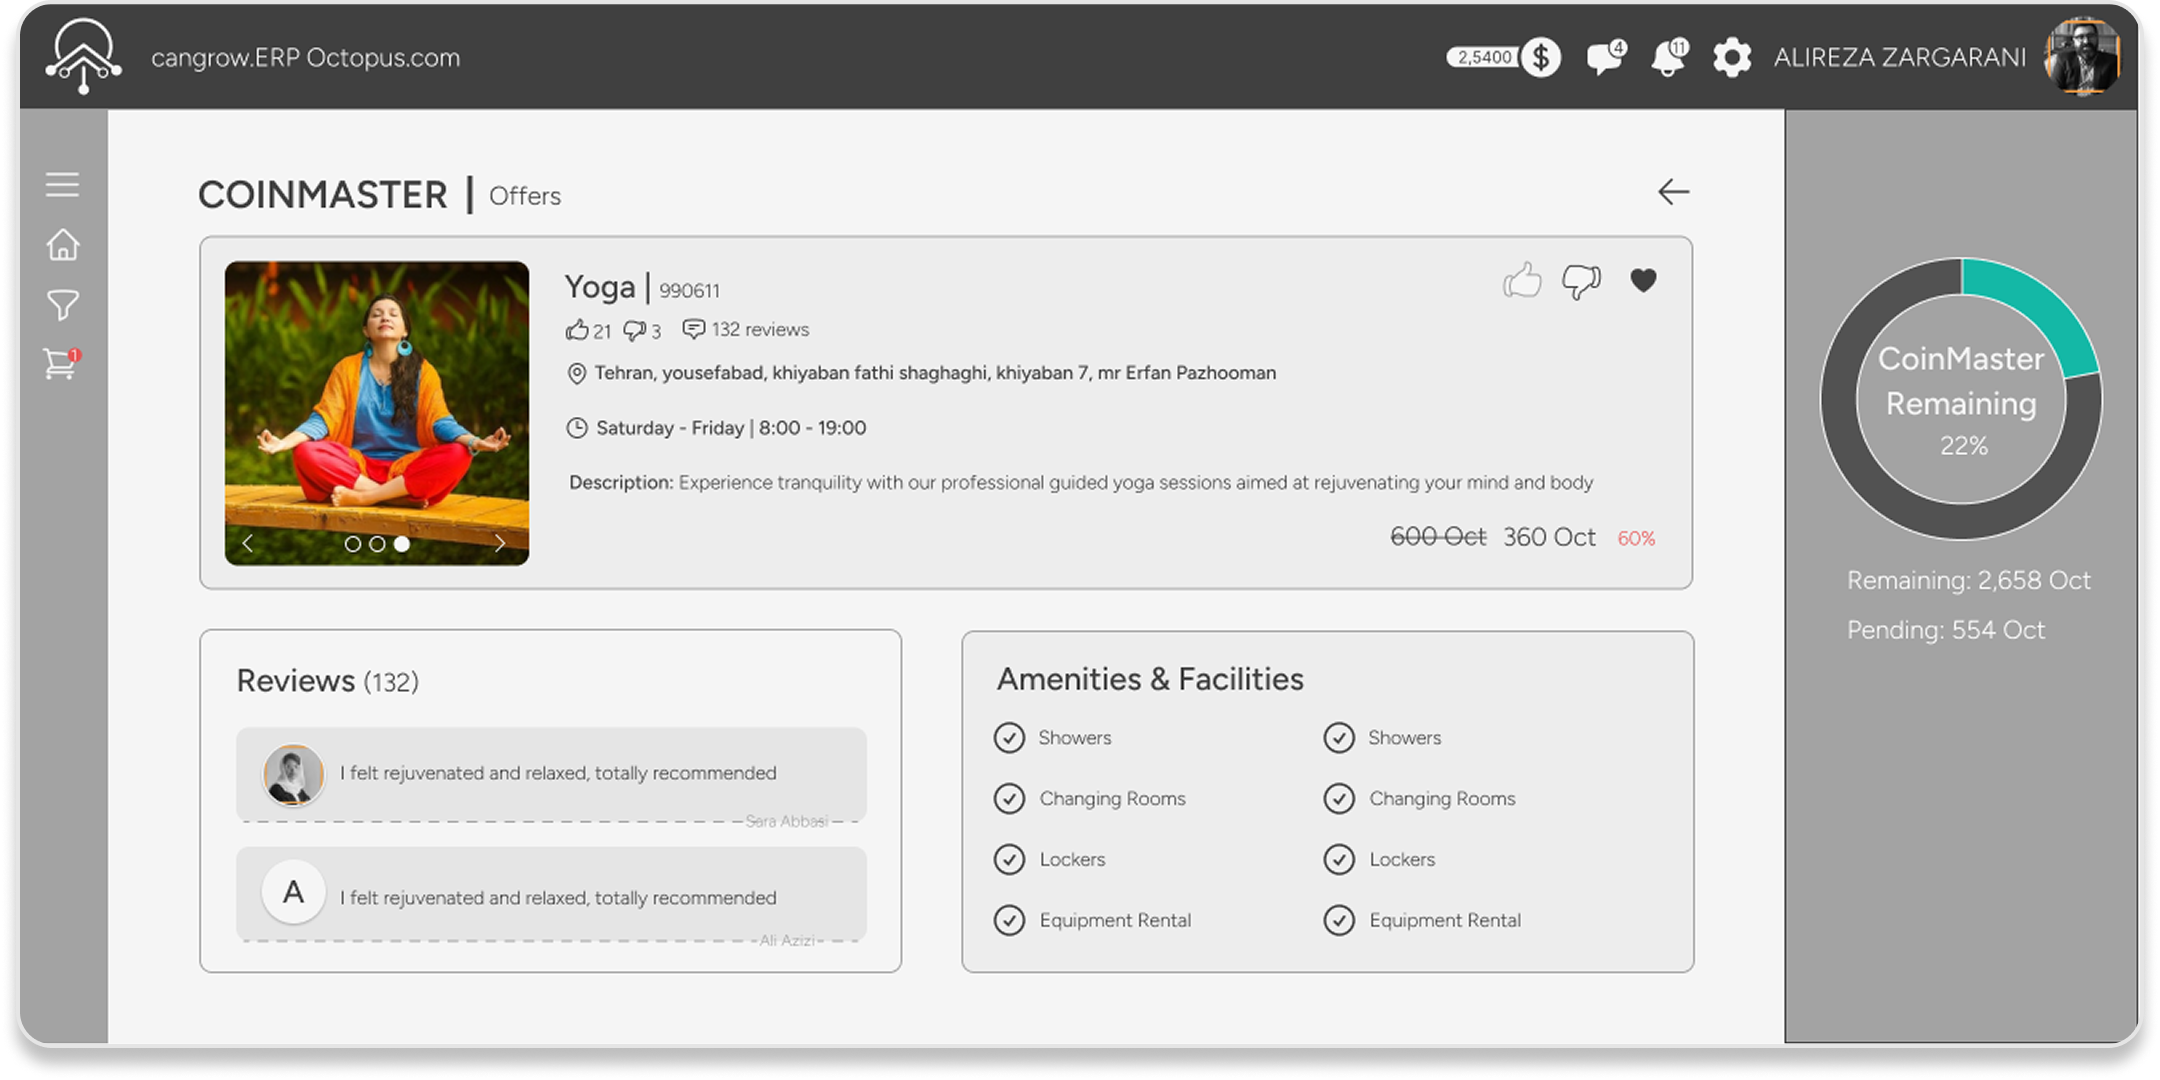 cangrow.ERP Octopus.com
2,5400 $ 4 11 ALIREZA ZARGARANI
COINMASTER | Offers
1
Yoga | 990611
21 3 132 reviews
Tehran, yousefabad, khiyaban fathi shaghaghi, khiyaban 7, mr Erfan Pazhooman
Saturday - Friday | 8:00 - 19:00
Description: Experience tranquility with our professional guided yoga sessions aimed at rejuvenating your mind and body
600 Oct 360 Oct 60%
CoinMaster
Remaining
22%
Remaining: 2,658 Oct
Pending: 554 Oct
Reviews (132)
I felt rejuvenated and relaxed, totally recommended
Sara Abbasi
A I felt rejuvenated and relaxed, totally recommended
Ali Azizi
Amenities & Facilities
Showers Showers
Changing Rooms Changing Rooms
Lockers Lockers
Equipment Rental Equipment Rental